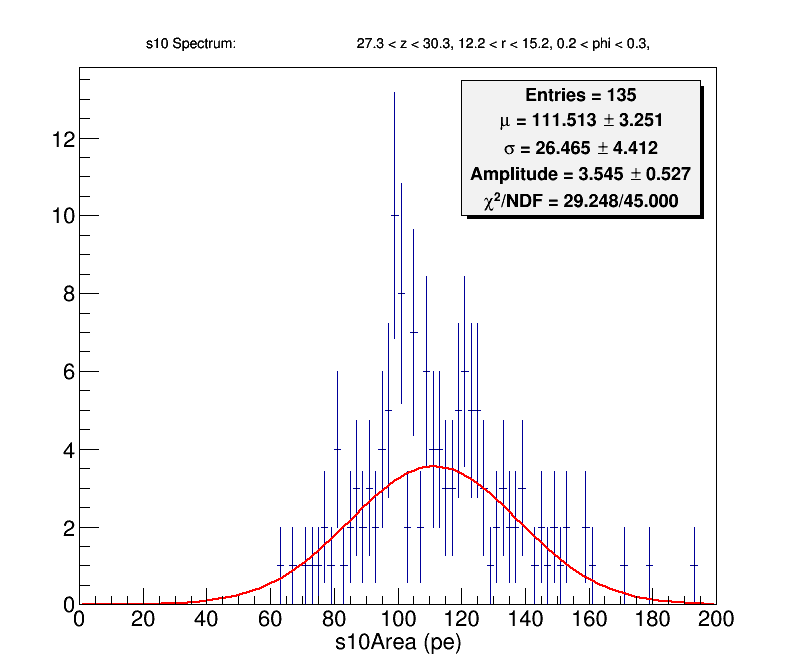 s10 Spectrum: 27.3 < z < 30.3, 12.2 < r < 15.2, 0.2 < phi < 0.3,
Entries = 135
μ = 111.513 ± 3.251
σ = 26.465 ± 4.412
Amplitude = 3.545 ± 0.527
χ²/NDF = 29.248/45.000
12
10
8
6
4
2
0
0 20 40 60 80 100 120 140 160 180 200
s10Area (pe)